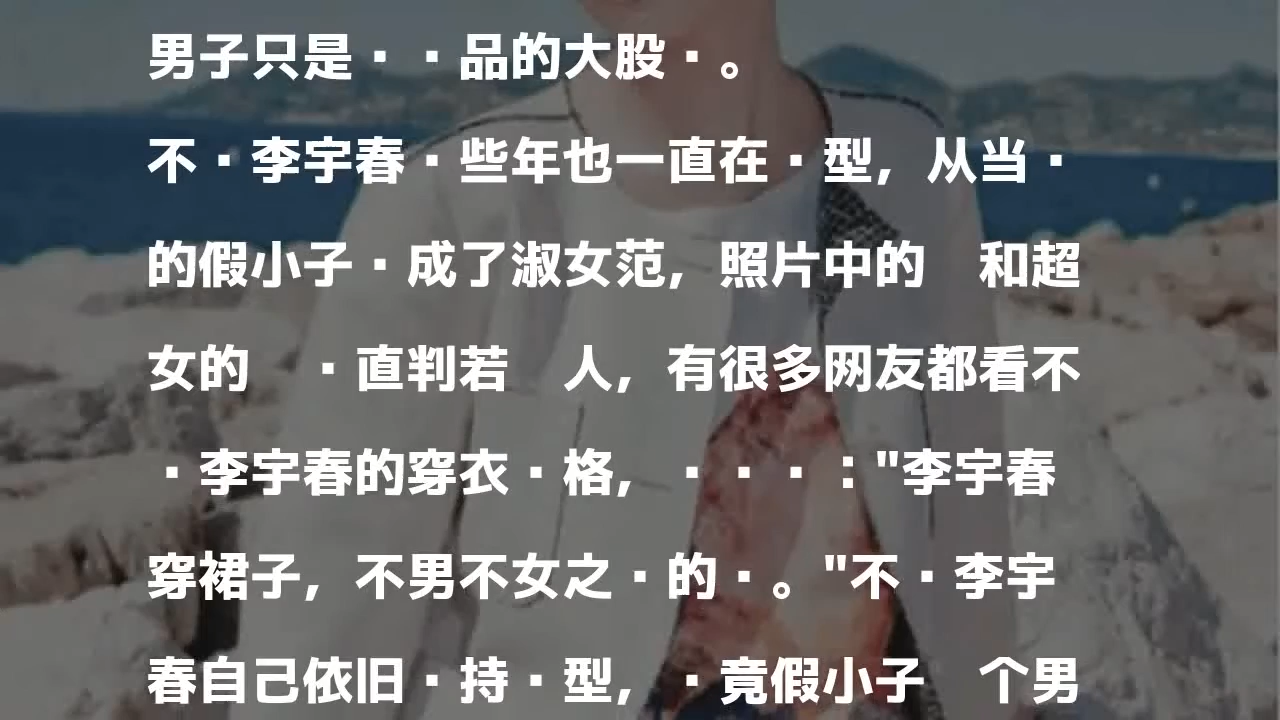 男子只是··品的大股·。
不·李宇春·些年也一直在·型，从当·
的假小子·成了淑女范，照片中的　和超
女的　·直判若　人，有很多网友都看不
·李宇春的穿衣·格，····："李宇春
穿裙子，不男不女之·的·。"不·李宇
春自己依旧·持·型，·竟假小子　个男